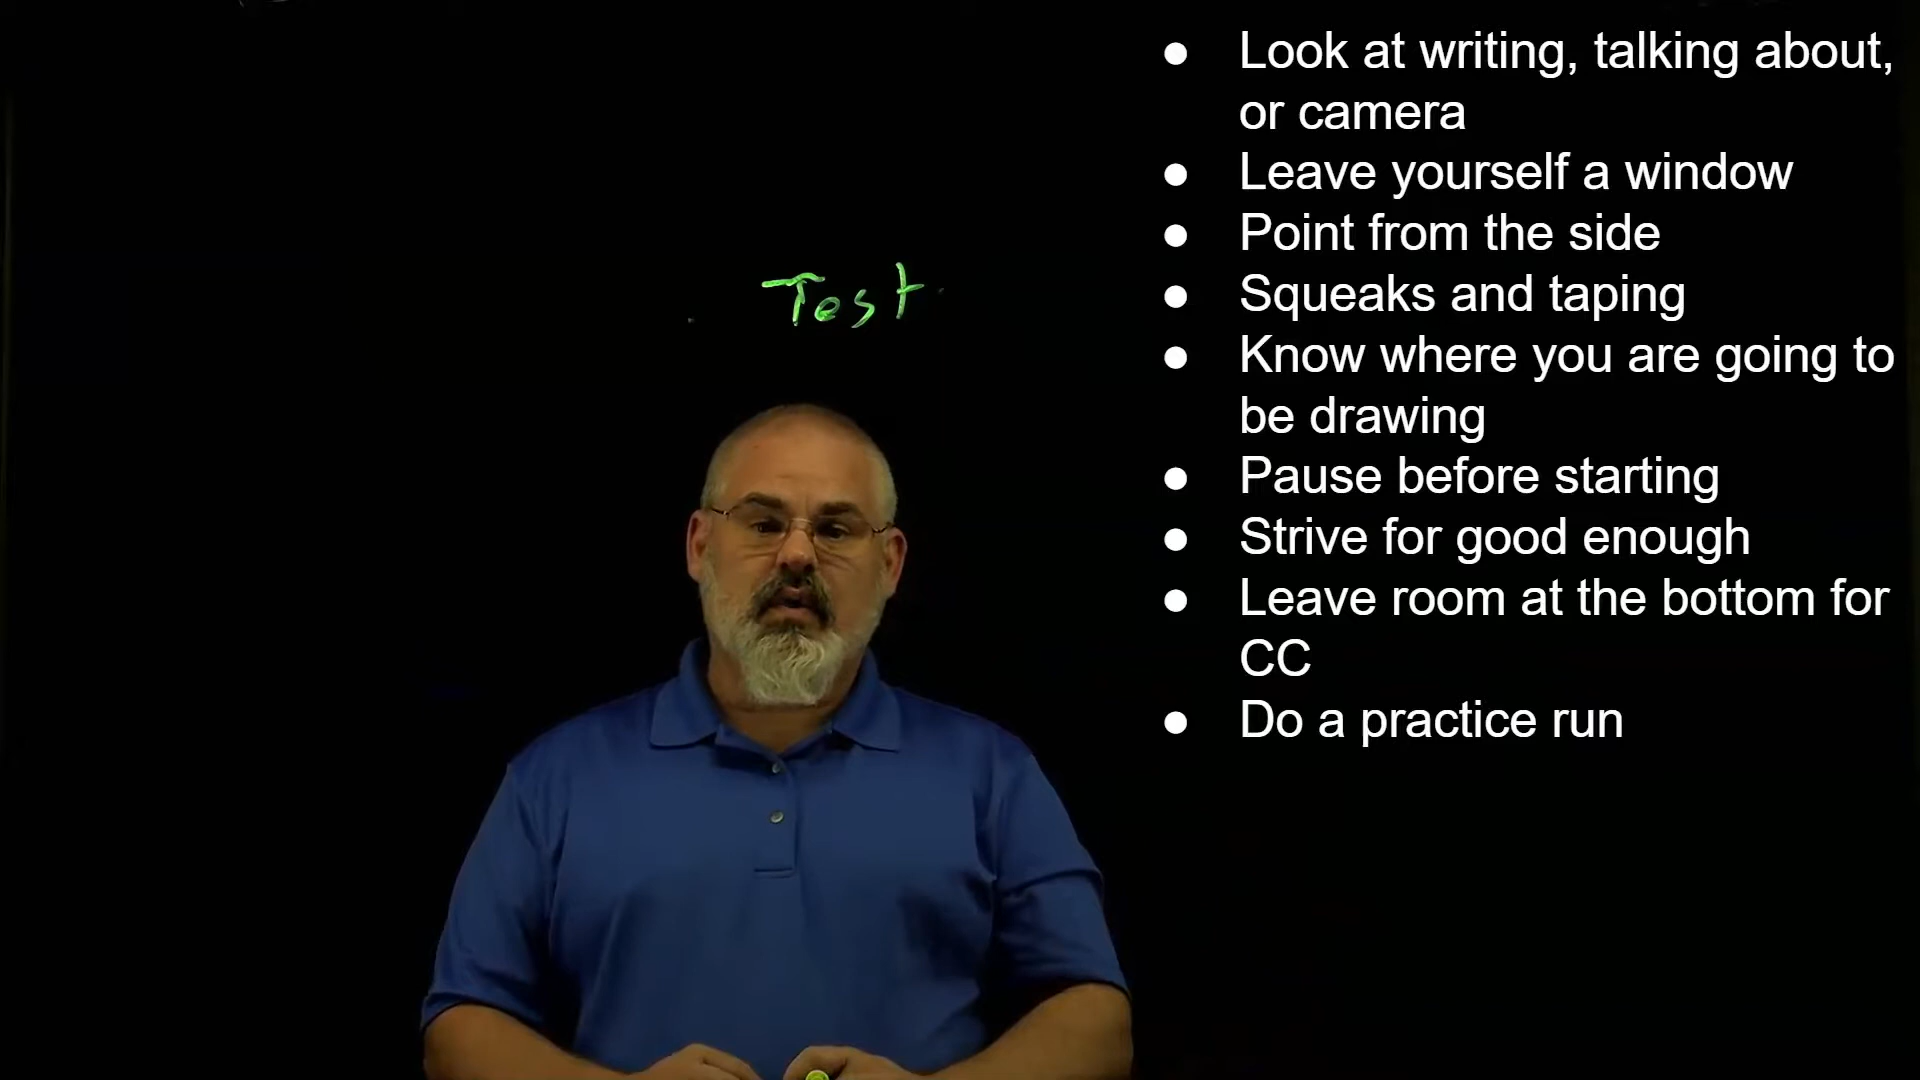 Test
● Look at writing, talking about,
or camera
● Leave yourself a window
● Point from the side
● Squeaks and taping
● Know where you are going to
be drawing
● Pause before starting
● Strive for good enough
● Leave room at the bottom for
CC
● Do a practice run